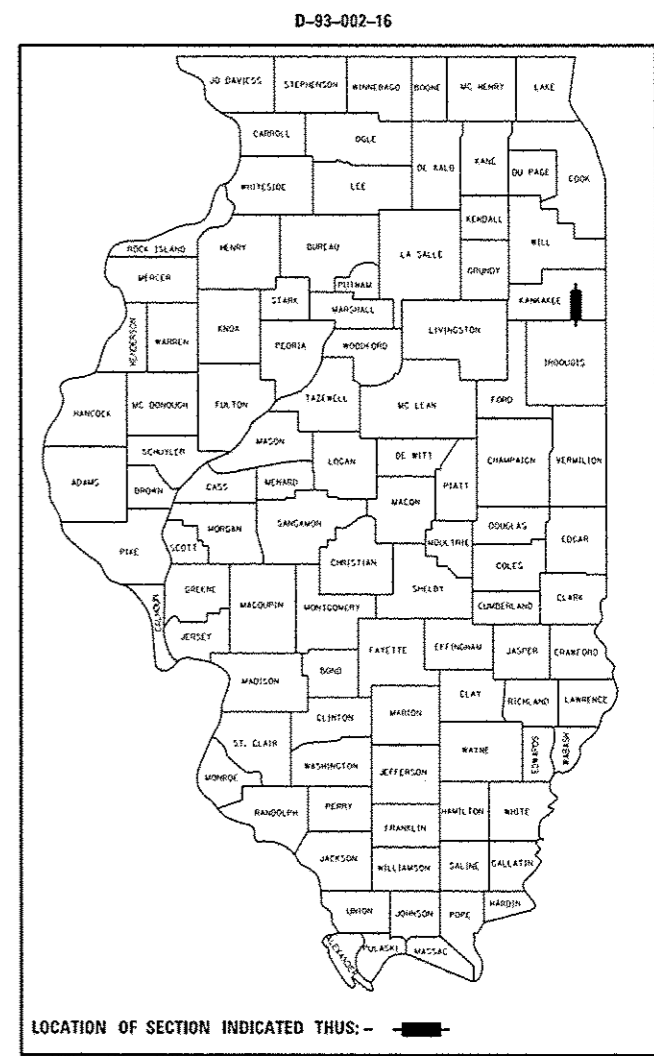 D-93-002-16
JO DAVIESS STEPHENSON WINNEBAGO BOONE MC HENRY LAKE
CARROLL OGLE DE KALB KANE DU PAGE COOK
WHITESIDE LEE KENDALL WILL
ROCK ISLAND HENRY BUREAU LA SALLE GRUNDY
MERCER PUTNAM KANKAKEE
STARK MARSHALL LIVINGSTON
HENDERSON WARREN KNOX PEORIA WOODFORD IROQUOIS
HANCOCK MC DONOUGH FULTON TAZEWELL MC LEAN FORD
SCHUYLER MASON LOGAN DE WITT CHAMPAIGN VERMILION
ADAMS BROWN CASS MENARD MACON PIATT
PIKE SCOTT MORGAN SANGAMON CHRISTIAN MOULTRIE DOUGLAS EDGAR
COLES
CALHOUN GREENE MACOUPIN MONTGOMERY SHELBY CUMBERLAND CLARK
JERSEY FAYETTE EFFINGHAM JASPER CRAWFORD
MADISON BOND CLAY RICHLAND LAWRENCE
CLINTON MARION
ST. CLAIR WAYNE EDWARDS WABASH
MONROE WASHINGTON JEFFERSON
RANDOLPH PERRY HAMILTON WHITE
FRANKLIN
JACKSON WILLIAMSON SALINE GALLATIN
UNION JOHNSON POPE HARDIN
ALEXANDER PULASKI MASSAC
LOCATION OF SECTION INDICATED THUS: -